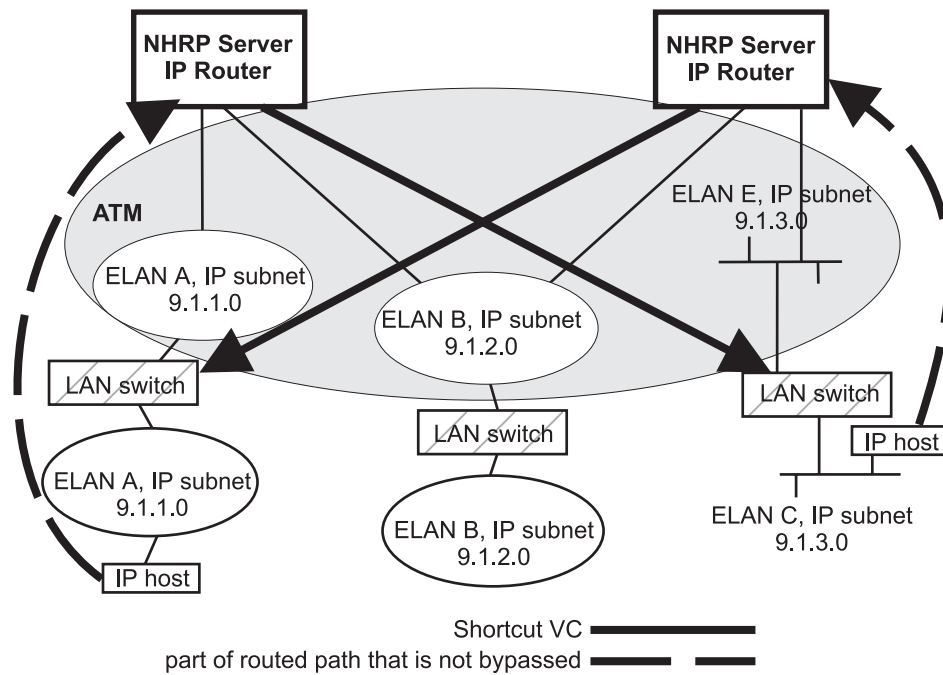 NHRP Server
IP Router
NHRP Server
IP Router
ATM
ELAN E, IP subnet
9.1.3.0
ELAN A, IP subnet
9.1.1.0
ELAN B, IP subnet
9.1.2.0
LAN switch
LAN switch
LAN switch
IP host
ELAN A, IP subnet
9.1.1.0
ELAN B, IP subnet
9.1.2.0
ELAN C, IP subnet
9.1.3.0
IP host
Shortcut VC
part of routed path that is not bypassed